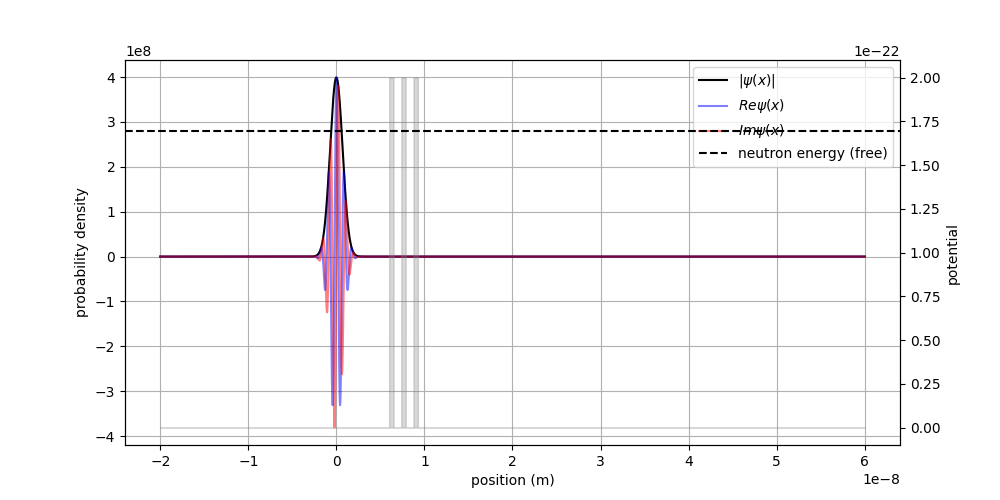 1e8
1e−22
4
3
2
1
0
−1
−2
−3
−4
probability density
|ψ(x)|
Reψ(x)
Imψ(x)
neutron energy (free)
2.00
1.75
1.50
1.25
1.00
0.75
0.50
0.25
0.00
potential
−2
−1
0
1
2
3
4
5
6
position (m)
1e−8